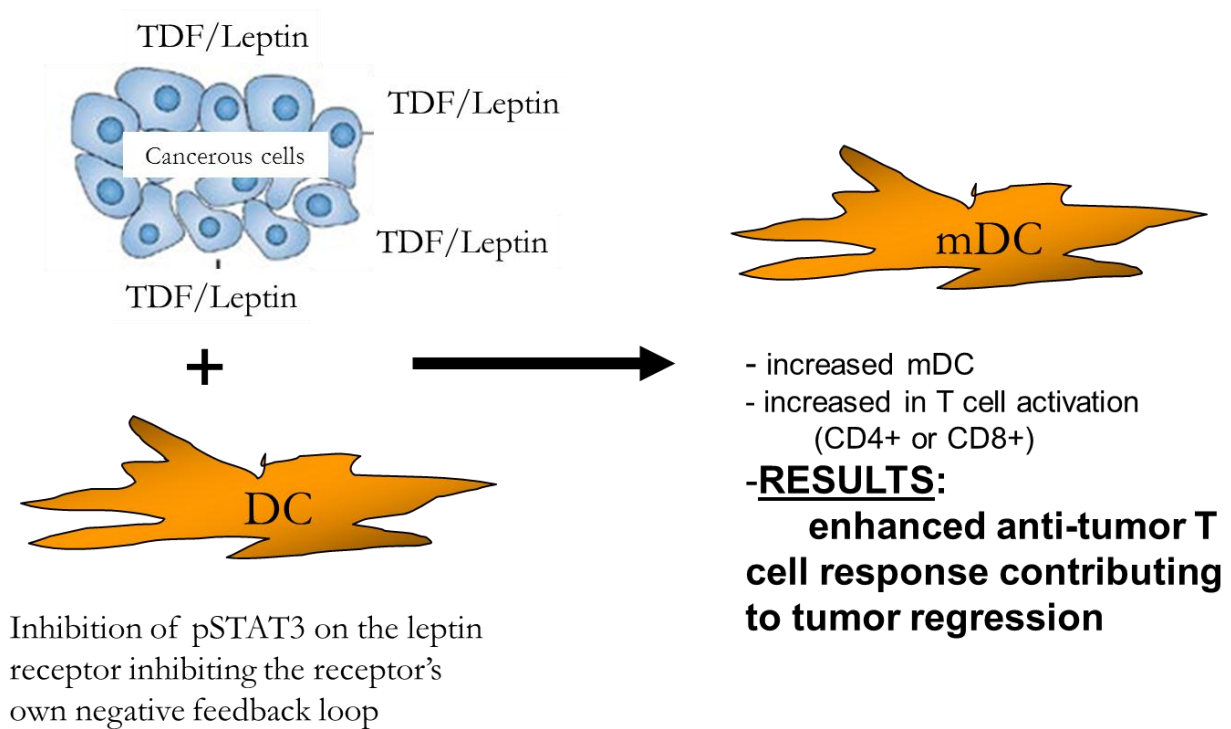 TDF/Leptin
TDF/Leptin
Cancerous cells
TDF/Leptin
TDF/Leptin
+
DC
Inhibition of pSTAT3 on the leptin
receptor inhibiting the receptor's
own negative feedback loop
mDC
- increased mDC
- increased in T cell activation
(CD4+ or CD8+)
-RESULTS:
enhanced anti-tumor T
cell response contributing
to tumor regression